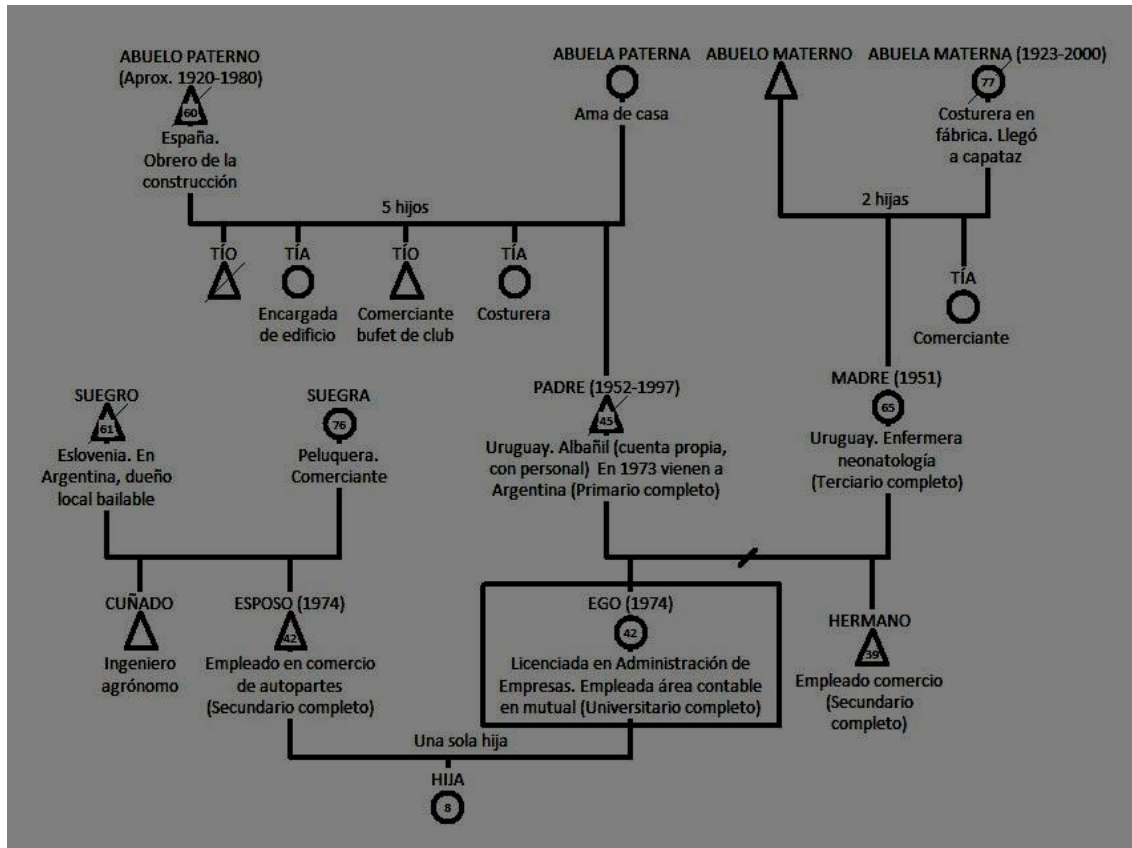 ABUELO PATERNO
(Aprox. 1920-1980)
60
España.
Obrero de la
construcción
ABUELA PATERNA
Ama de casa
ABUELO MATERNO
ABUELA MATERNA (1923-2000)
77
Costurera en
fábrica. Llegó
a capataz
5 hijos
2 hijas
TÍO
TÍA
Encargada
de edificio
TÍO
Comerciante
bufet de club
TÍA
Costurera
TÍA
Comerciante
SUEGRO
61
Eslovenia. En
Argentina, dueño
local bailable
SUEGRA
76
Peluquera.
Comerciante
PADRE (1952-1997)
45
Uruguay. Albañil (cuenta propia,
con personal) En 1973 vienen a
Argentina (Primario completo)
MADRE (1951)
65
Uruguay. Enfermera
neonatología
(Terciario completo)
CUÑADO
Ingeniero
agrónomo
ESPOSO (1974)
42
Empleado en comercio
de autopartes
(Secundario completo)
EGO (1974)
42
Licenciada en Administración de
Empresas. Empleada área contable
en mutual (Universitario completo)
HERMANO
39
Empleado comercio
(Secundario
completo)
Una sola hija
HIJA
8